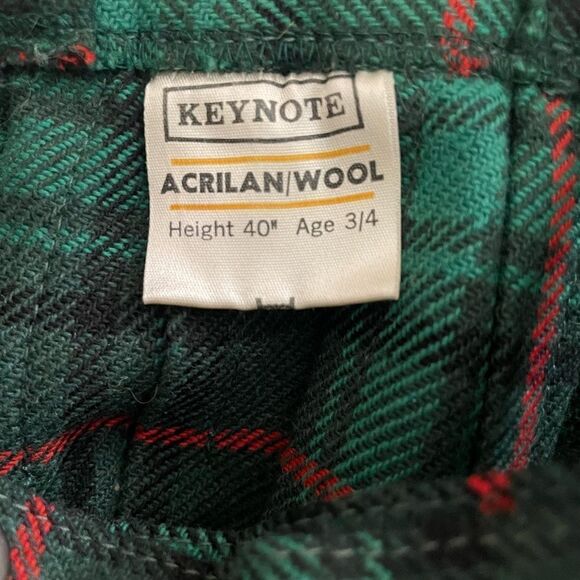 KEYNOTE
ACRILAN/WOOL
Height 40" Age 3/4